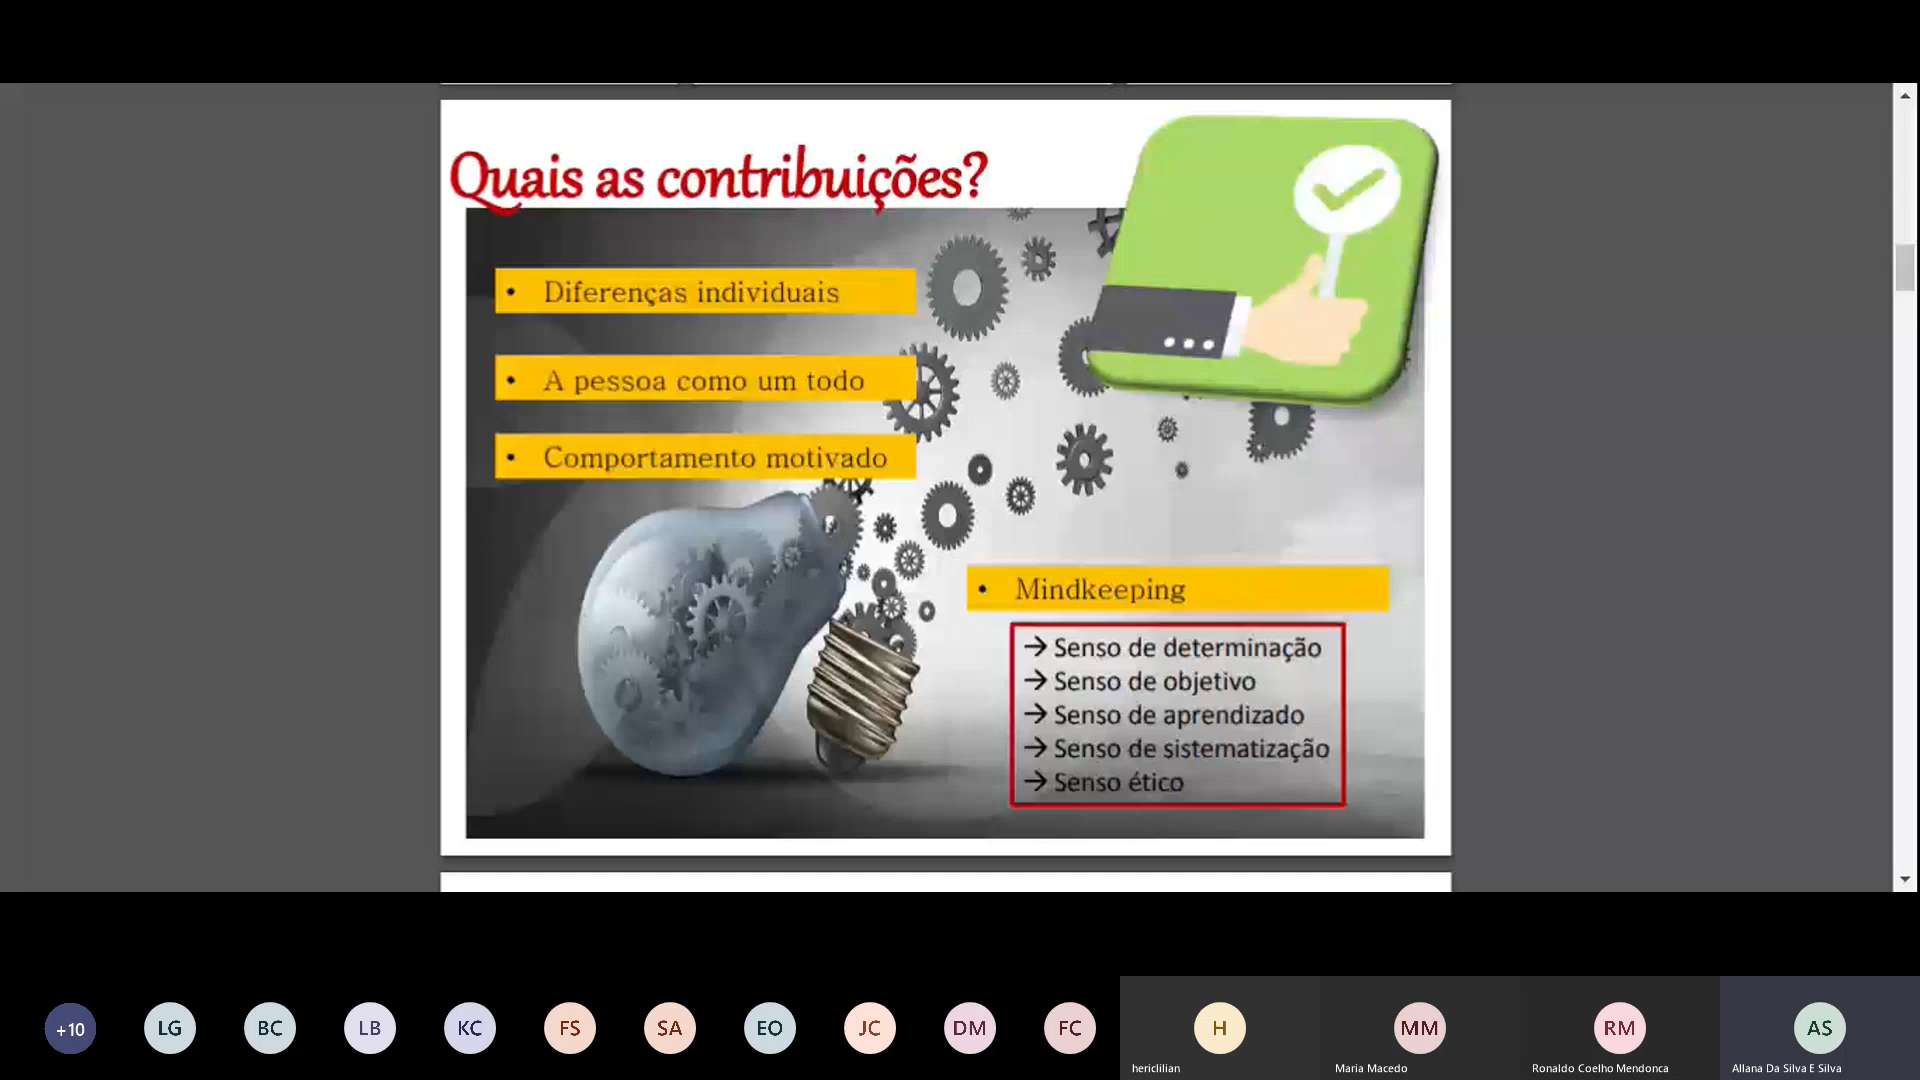 Quais as contribuições?
• Diferenças individuais
• A pessoa como um todo
• Comportamento motivado
• Mindkeeping
→ Senso de determinação
→ Senso de objetivo
→ Senso de aprendizado
→ Senso de sistematização
→ Senso ético
+10
LG
BC
LB
KC
FS
SA
EO
JC
DM
FC
H
hericlilian
MM
Maria Macedo
RM
Ronaldo Coelho Mendonca
AS
Allana Da Silva E Silva